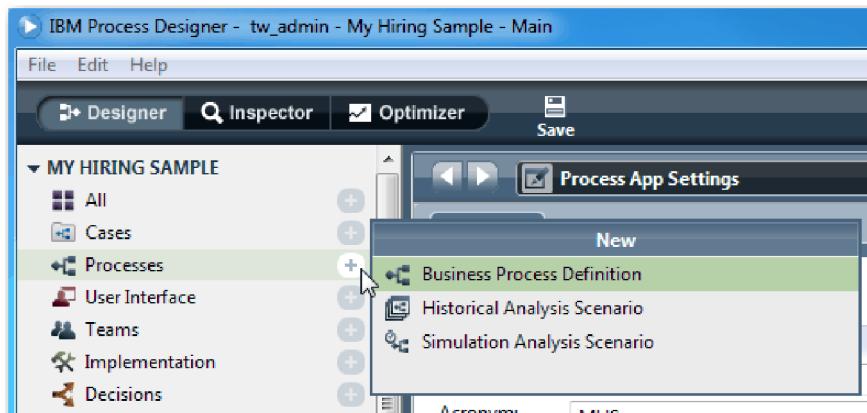 IBM Process Designer - tw_admin - My Hiring Sample - Main
File Edit Help
Designer Inspector Optimizer Save
MY HIRING SAMPLE
Process App Settings
All
New
Cases
Processes
Business Process Definition
User Interface
Historical Analysis Scenario
Teams
Simulation Analysis Scenario
Implementation
Decisions